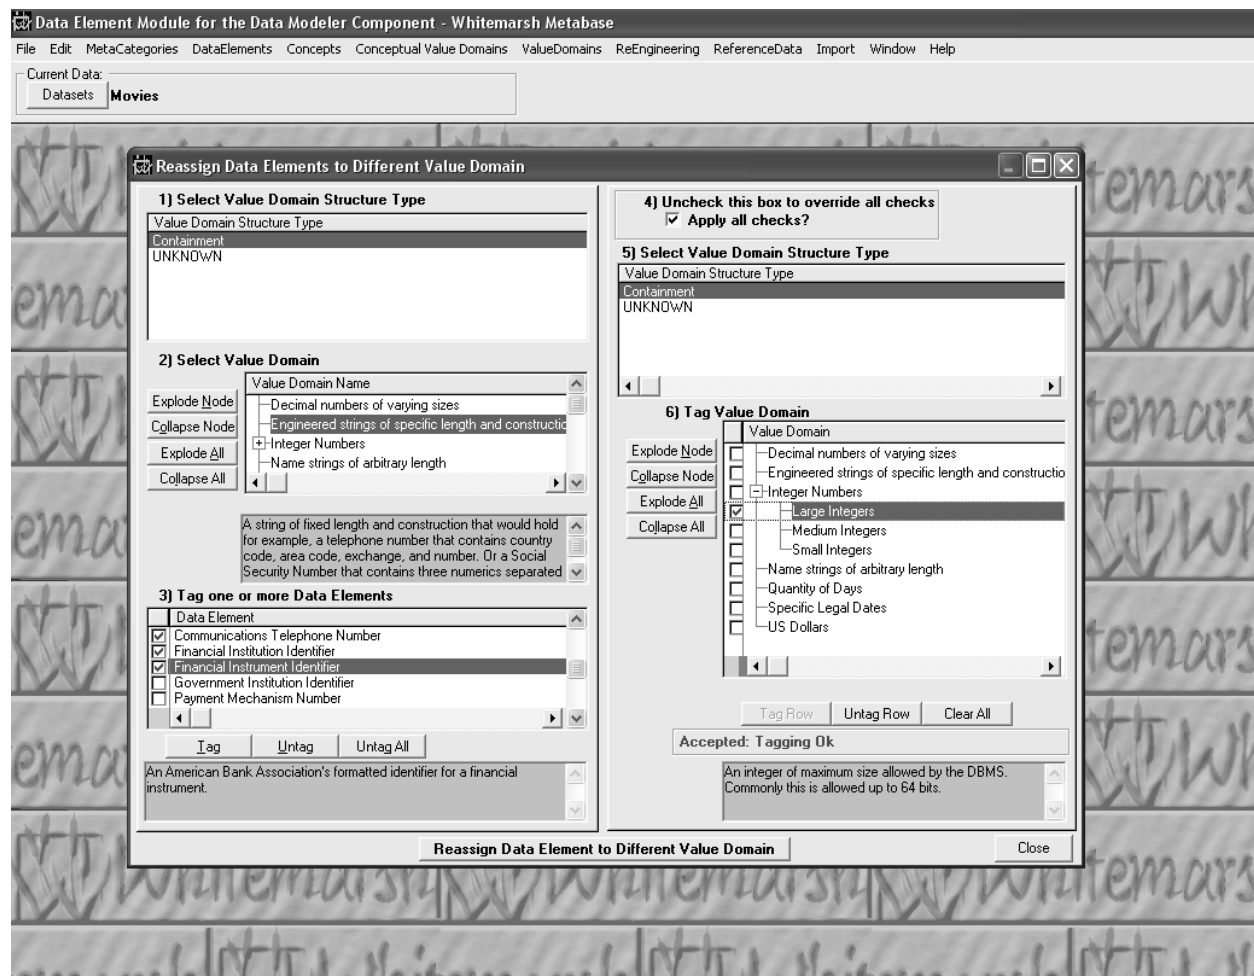 Data Element Module for the Data Modeler Component - Whitemarsh Metabase
File Edit MetaCategories DataElements Concepts Conceptual Value Domains ValueDomains ReEngineering ReferenceData Import Window Help
Current Data:
Datasets Movies
Reassign Data Elements to Different Value Domain
1) Select Value Domain Structure Type
Value Domain Structure Type
Containment
UNKNOWN
2) Select Value Domain
Value Domain Name
Explode Node
Collapse Node
Explode All
Collapse All
Decimal numbers of varying sizes
Engineered strings of specific length and constructic
Integer Numbers
Name strings of arbitrary length
A string of fixed length and construction that would hold
for example, a telephone number that contains country
code, area code, exchange, and number. Or a Social
Security Number that contains three numerics separated
3) Tag one or more Data Elements
Data Element
Communications Telephone Number
Financial Institution Identifier
Financial Instrument Identifier
Government Institution Identifier
Payment Mechanism Number
Tag Untag Untag All
An American Bank Association's formatted identifier for a financial
instrument.
4) Uncheck this box to override all checks
Apply all checks?
5) Select Value Domain Structure Type
Value Domain Structure Type
Containment
UNKNOWN
6) Tag Value Domain
Value Domain
Explode Node
Collapse Node
Explode All
Collapse All
Decimal numbers of varying sizes
Engineered strings of specific length and constructio
Integer Numbers
Large Integers
Medium Integers
Small Integers
Name strings of arbitrary length
Quantity of Days
Specific Legal Dates
US Dollars
Tag Row Untag Row Clear All
Accepted: Tagging Ok
An integer of maximum size allowed by the DBMS.
Commonly this is allowed up to 64 bits.
Reassign Data Element to Different Value Domain
Close